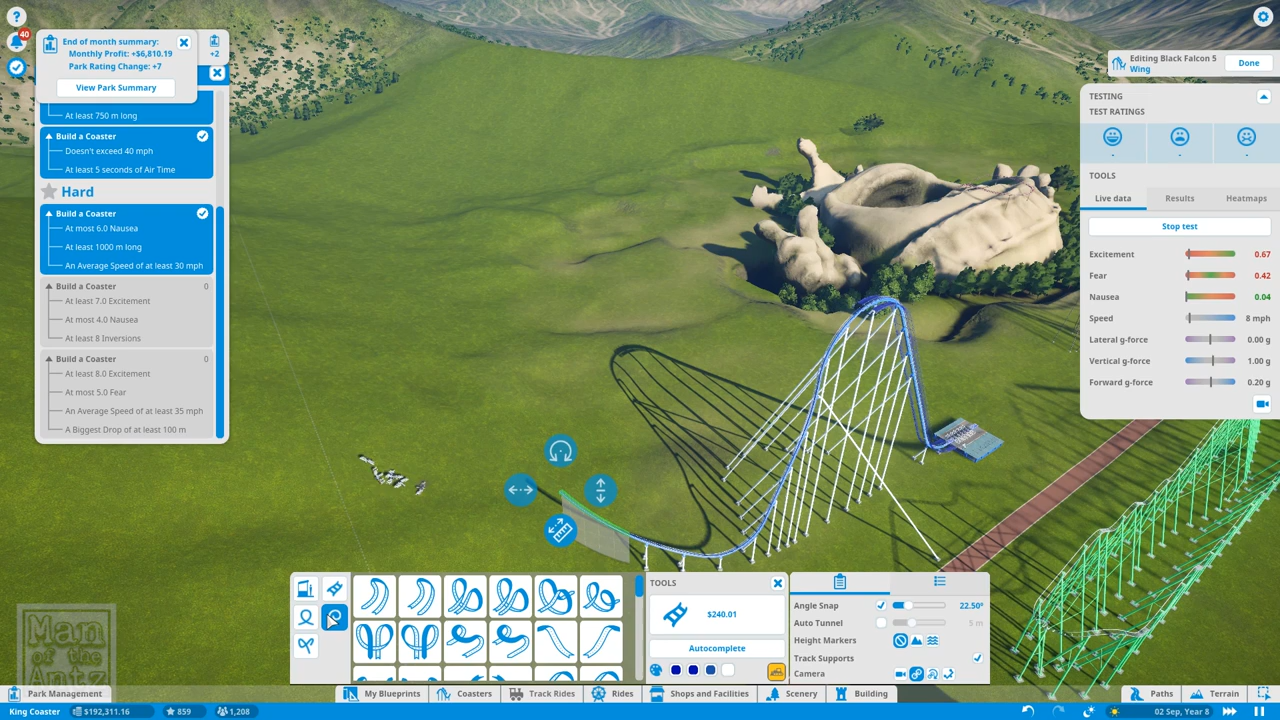 40
End of month summary:
Monthly Profit: +$6,810.19
Park Rating Change: +7
View Park Summary
+2
At least 750 m long
Build a Coaster
Doesn't exceed 40 mph
At least 5 seconds of Air Time
Hard
Build a Coaster
At most 6.0 Nausea
At least 1000 m long
An Average Speed of at least 30 mph
Build a Coaster 0
At least 7.0 Excitement
At most 4.0 Nausea
At least 8 Inversions
Build a Coaster 0
At least 8.0 Excitement
At most 5.0 Fear
An Average Speed of at least 35 mph
A Biggest Drop of at least 100 m
Editing Black Falcon 5
Wing
Done
TESTING
TEST RATINGS
- - -
TOOLS
Live data Results Heatmaps
Stop test
Excitement 0.67
Fear 0.42
Nausea 0.04
Speed 8 mph
Lateral g-force 0.00 g
Vertical g-force 1.00 g
Forward g-force 0.20 g
TOOLS
$240.01
Autocomplete
Angle Snap 22.50°
Auto Tunnel 5 m
Height Markers
Track Supports
Camera
Man
of the
Antz
Park Management
My Blueprints Coasters Track Rides Rides Shops and Facilities Scenery Building
Paths Terrain
King Coaster $192,311.16 859 1,208
02 Sep, Year 8